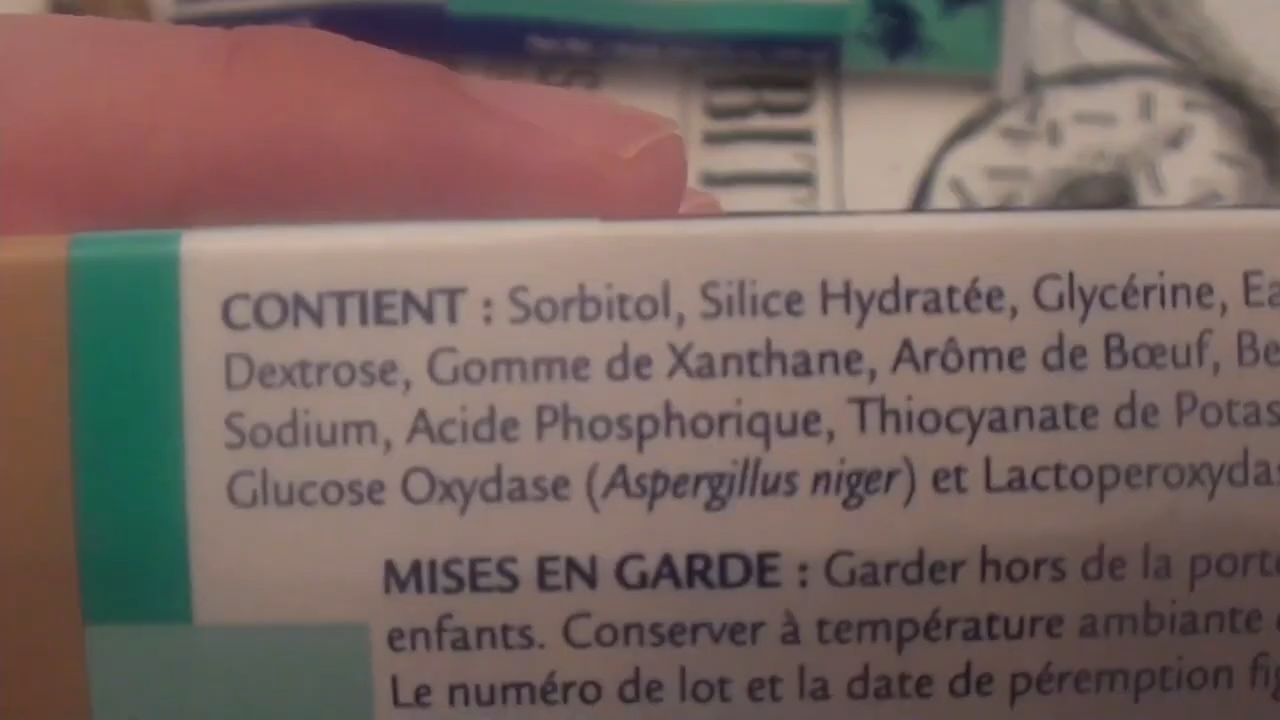 BIT
CONTIENT : Sorbitol, Silice Hydratée, Glycérine,
Dextrose, Gomme de Xanthane, Arôme de Bœuf,
Sodium, Acide Phosphorique, Thiocyanate de
Glucose Oxydase (Aspergillus niger) et
MISES EN GARDE : Garder hors de la
enfants. Conserver à température ambiante
Le numéro de lot et la date de péremption